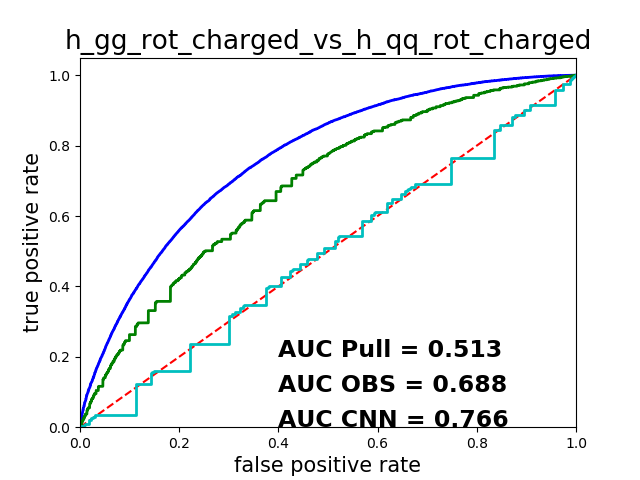 h_gg_rot_charged_vs_h_qq_rot_charged
true positive rate
1.0
0.8
0.6
0.4
0.2
0.0
AUC Pull = 0.513
AUC OBS = 0.688
AUC CNN = 0.766
0.0 0.2 0.4 0.6 0.8 1.0
false positive rate